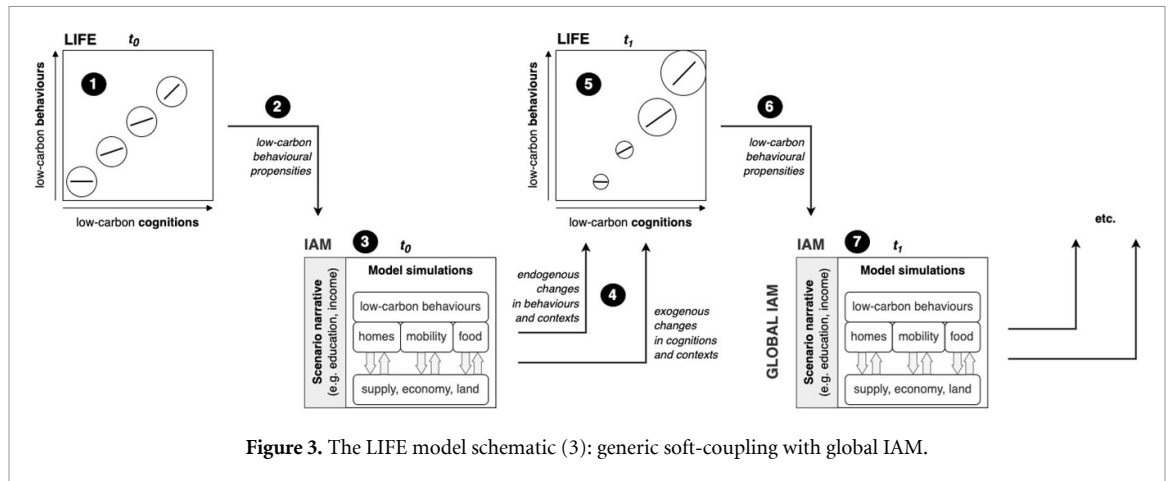 LIFE t0
1
low-carbon behaviours
low-carbon cognitions
2
low-carbon
behavioural
propensities
IAM 3 t0
Scenario narrative
(e.g. education, income)
Model simulations
low-carbon behaviours
homes mobility food
supply, economy, land
endogenous
changes
in behaviours
and contexts
4
exogenous
changes
in cognitions
and contexts
LIFE t1
5
low-carbon behaviours
low-carbon cognitions
6
low-carbon
behavioural
propensities
GLOBAL IAM
IAM 7 t1
Scenario narrative
(e.g. education, income)
Model simulations
low-carbon behaviours
homes mobility food
supply, economy, land
etc.
Figure 3. The LIFE model schematic (3): generic soft-coupling with global IAM.